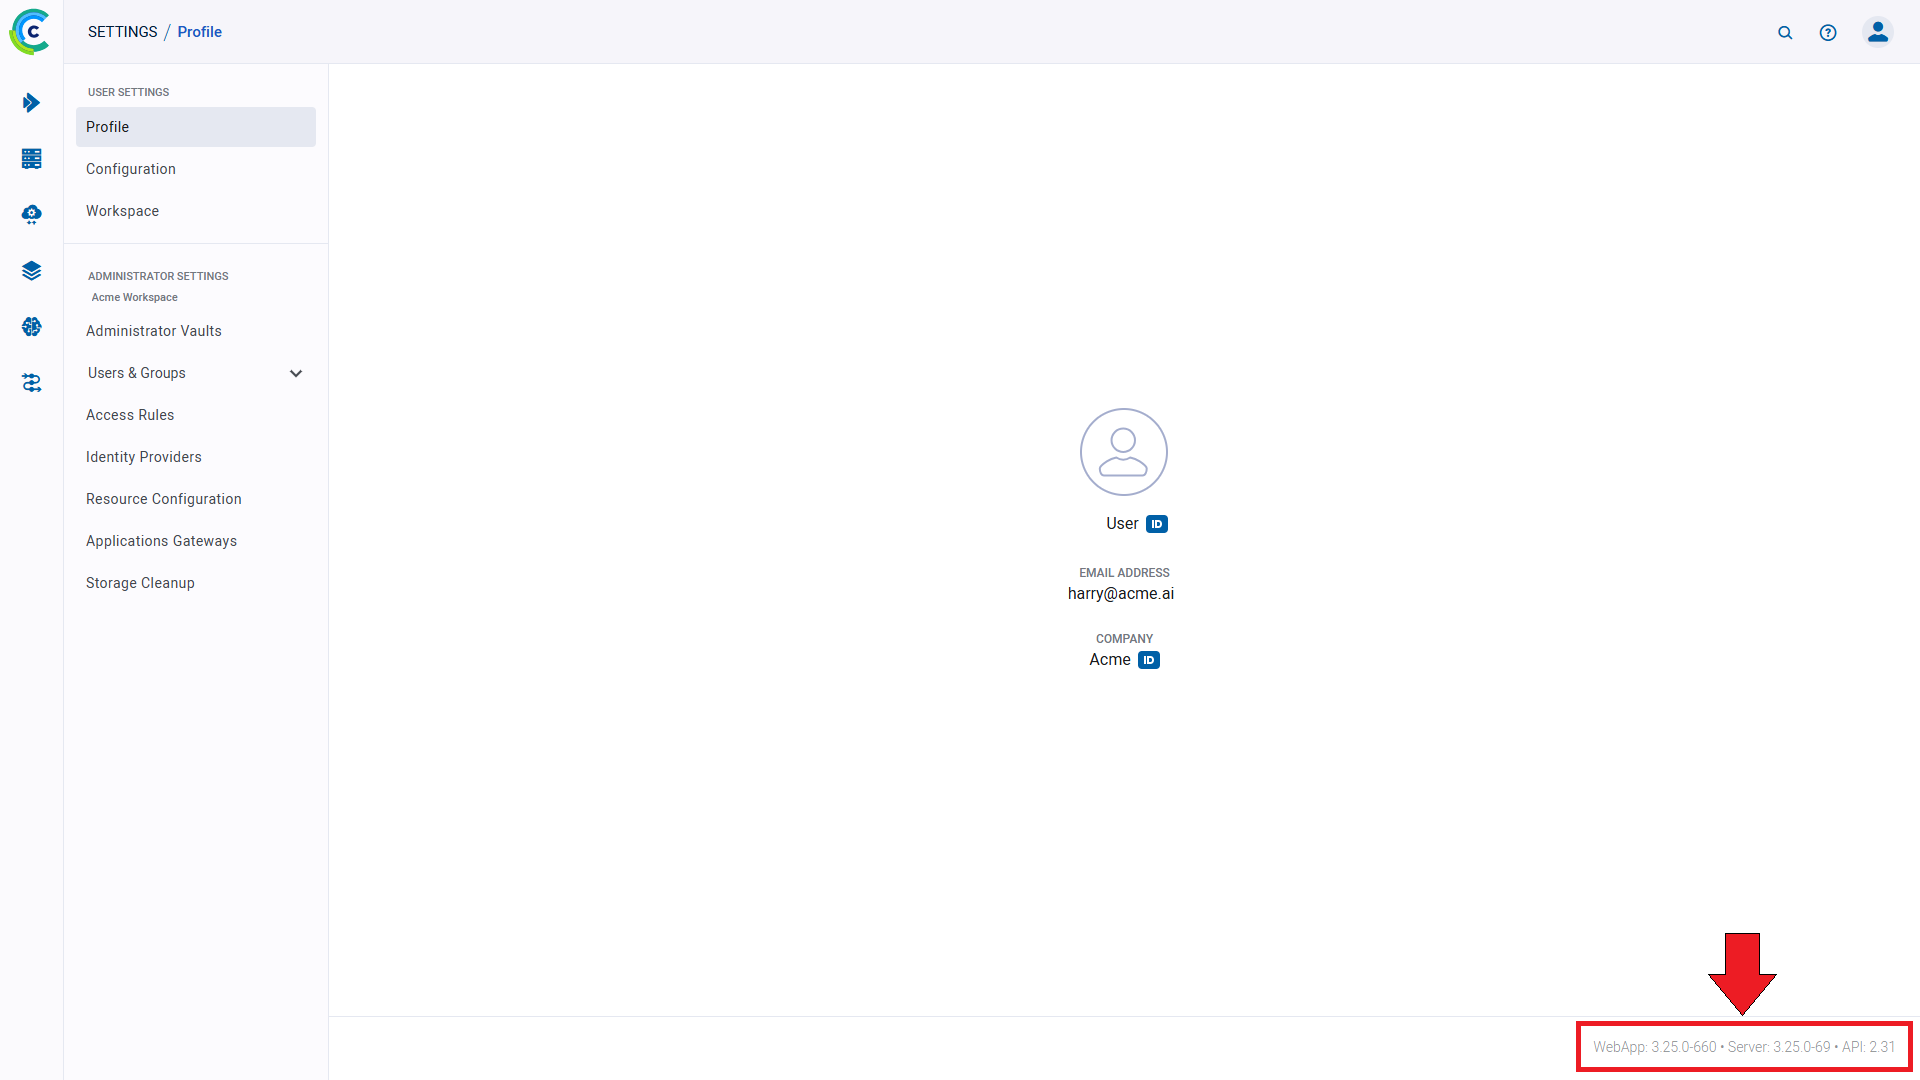 SETTINGS / Profile
USER SETTINGS
Profile
Configuration
Workspace
ADMINISTRATOR SETTINGS
Acme Workspace
Administrator Vaults
Users & Groups
Access Rules
Identity Providers
Resource Configuration
Applications Gateways
Storage Cleanup
User ID
EMAIL ADDRESS
harry@acme.ai
COMPANY
Acme ID
WebApp: 3.25.0-660 • Server: 3.25.0-69 • API: 2.31